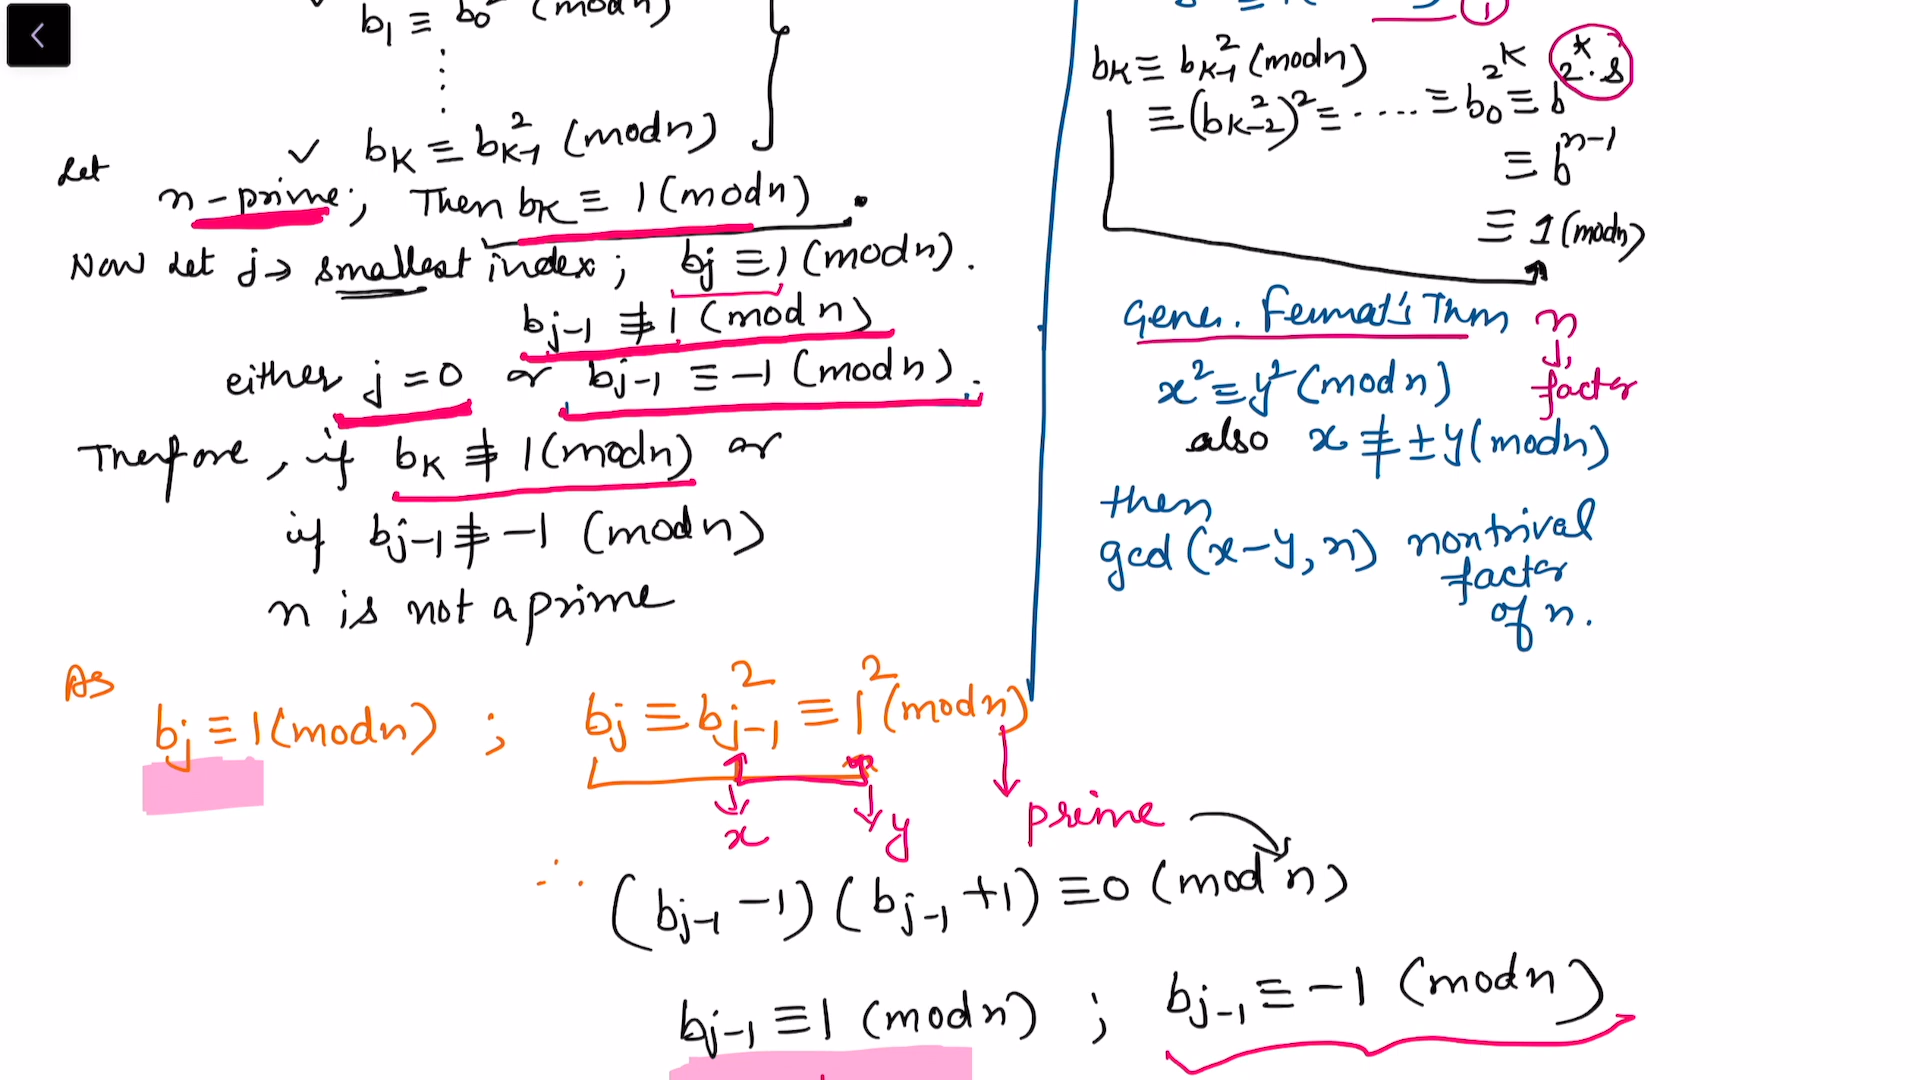 b₁ ≡ b₀² (mod n)
⋮
✓ bₖ ≡ bₖ₋₁² (mod n)
Let
n - prime; Then bₖ ≡ 1 (mod n).
Now Let j → smallest index; bⱼ ≡ 1 (mod n).
bⱼ₋₁ ≢ 1 (mod n)
either j = 0 or bⱼ₋₁ ≡ -1 (mod n).
Therfore, if bₖ ≢ 1 (mod n) or
if bⱼ₋₁ ≢ -1 (mod n)
n is not a prime
①
bₖ ≡ bₖ₋₁² (mod n)
≡ (bₖ₋₂²)² ≡ ..... ≡ b₀^(2^k) ≡ b^(2^k · s)
≡ bⁿ⁻¹
≡ 1 (mod n)
Gener. Fermat's Thm
n
↓
factor
x² ≡ y² (mod n)
also x ≢ ± y (mod n)
then
gcd (x-y, n) nontrival
factor
of n.
As
bⱼ ≡ 1 (mod n) ; bⱼ ≡ bⱼ₋₁² ≡ 1² (mod n)
x y prime
∴ (bⱼ₋₁ - 1) (bⱼ₋₁ + 1) ≡ 0 (mod n)
bⱼ₋₁ ≡ 1 (mod n) ; bⱼ₋₁ ≡ -1 (mod n)